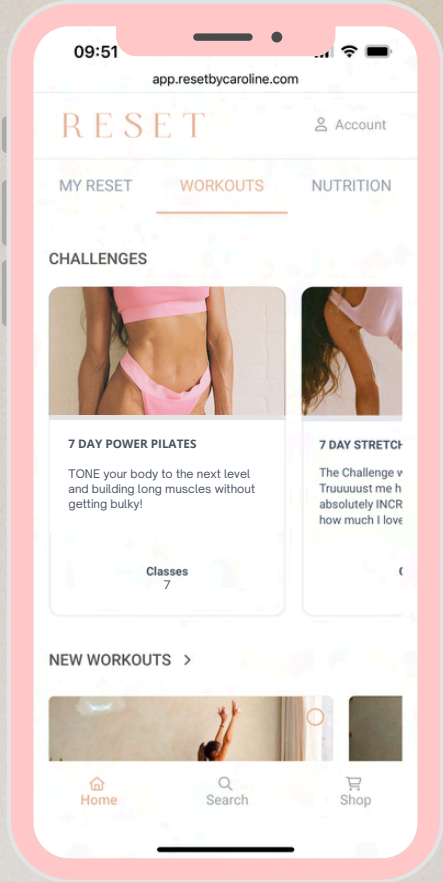 09:51
app.resetbycaroline.com
RESET
Account
MY RESET WORKOUTS NUTRITION
CHALLENGES
7 DAY POWER PILATES
TONE your body to the next level
and building long muscles without
getting bulky!
Classes
7
7 DAY STRETCH
The Challenge
Truuuust me
absolutely INCR
how much I love
NEW WORKOUTS >
Home Search Shop